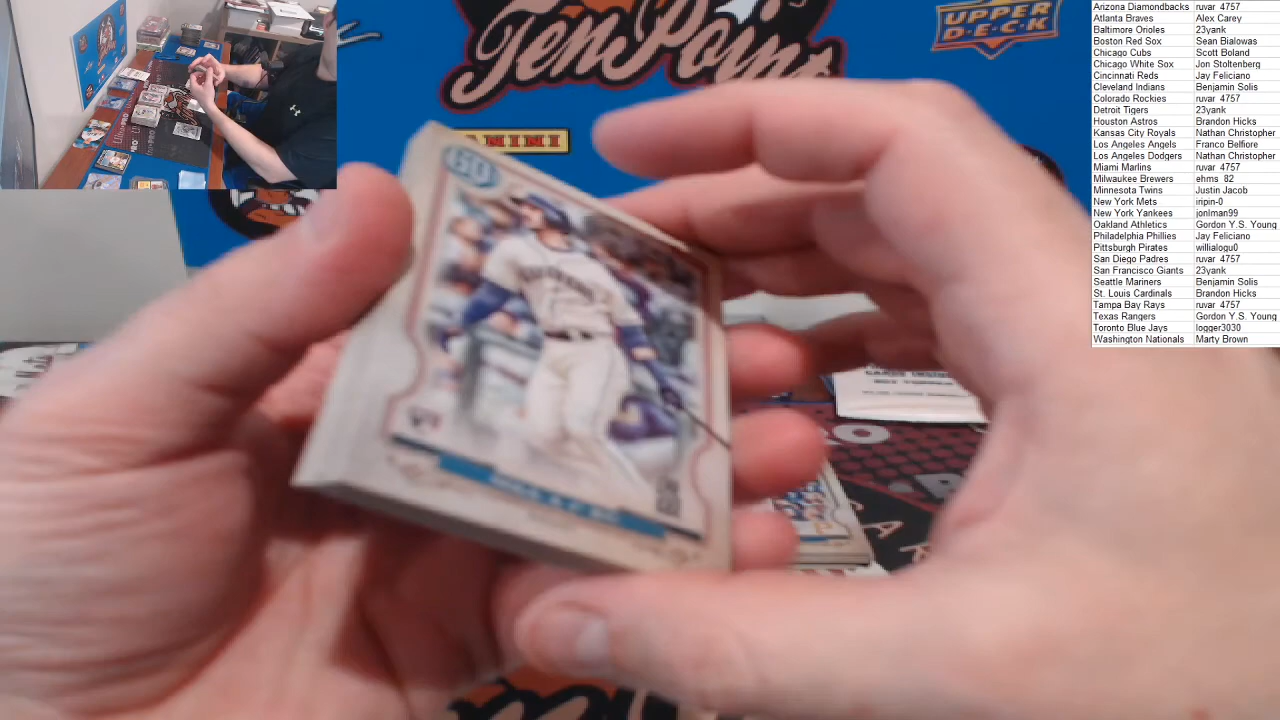 Ten Point
UPPER
D·E·C·K
PANINI
Arizona Diamondbacks ruvar 4757
Atlanta Braves Alex Carey
Baltimore Orioles 23yank
Boston Red Sox Sean Bialowas
Chicago Cubs Scott Boland
Chicago White Sox Jon Stoltenberg
Cincinnati Reds Jay Feliciano
Cleveland Indians Benjamin Solis
Colorado Rockies ruvar 4757
Detroit Tigers 23yank
Houston Astros Brandon Hicks
Kansas City Royals Nathan Christopher
Los Angeles Angels Franco Belfiore
Los Angeles Dodgers Nathan Christopher
Miami Marlins ruvar 4757
Milwaukee Brewers ehms 82
Minnesota Twins Justin Jacob
New York Mets iripin-0
New York Yankees jonlman99
Oakland Athletics Gordon Y.S. Young
Philadelphia Phillies Jay Feliciano
Pittsburgh Pirates willialogu0
San Diego Padres ruvar 4757
San Francisco Giants 23yank
Seattle Mariners Benjamin Solis
St. Louis Cardinals Brandon Hicks
Tampa Bay Rays ruvar 4757
Texas Rangers Gordon Y.S. Young
Toronto Blue Jays logger3030
Washington Nationals Marty Brown